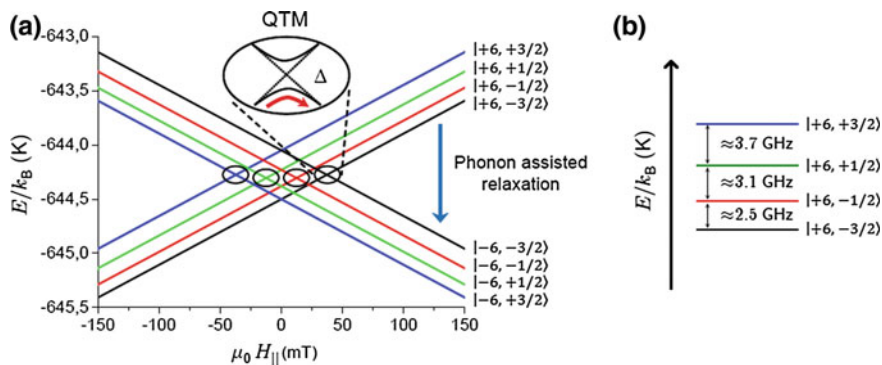 (a)
QTM
Δ
-643,0
-643,5
-644,0
-644,5
-645,0
-645,5
E/k_B (K)
-150
-100
-50
0
50
100
150
μ₀ H_||(mT)
|+6, +3/2⟩
|+6, +1/2⟩
|+6, −1/2⟩
|+6, −3/2⟩
Phonon assisted
relaxation
|−6, −3/2⟩
|−6, −1/2⟩
|−6, +1/2⟩
|−6, +3/2⟩
(b)
E/k_B (K)
|+6, +3/2⟩
≈3.7 GHz
|+6, +1/2⟩
≈3.1 GHz
|+6, −1/2⟩
≈2.5 GHz
|+6, −3/2⟩